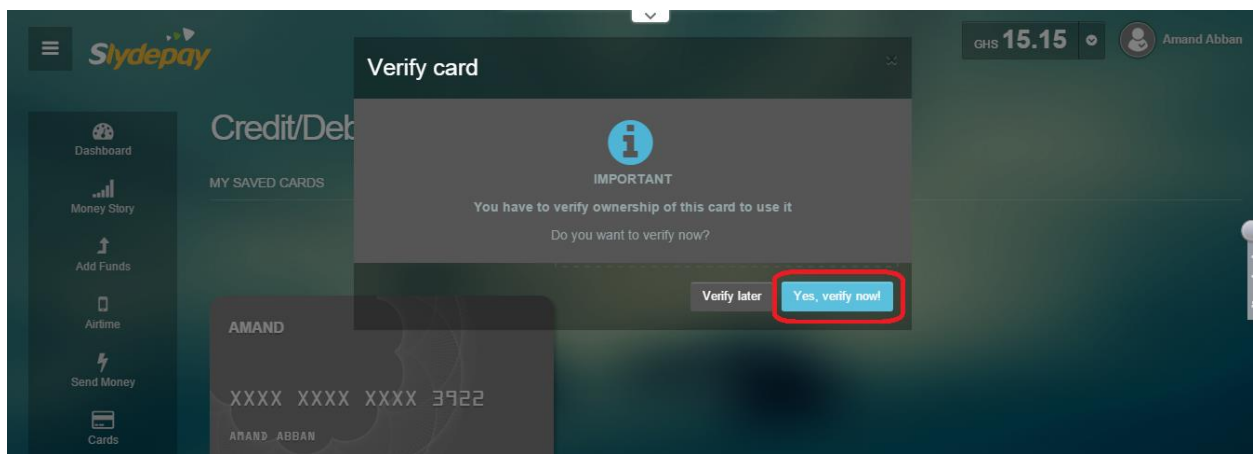 Slydepay
GHS 15.15
Amand Abban
Verify card
Dashboard
Money Story
Add Funds
Airtime
Send Money
Cards
Credit/Deb
MY SAVED CARDS
IMPORTANT
You have to verify ownership of this card to use it
Do you want to verify now?
Verify later
Yes, verify now!
AMAND
XXXX XXXX XXXX 3922
AMAND ABBAN